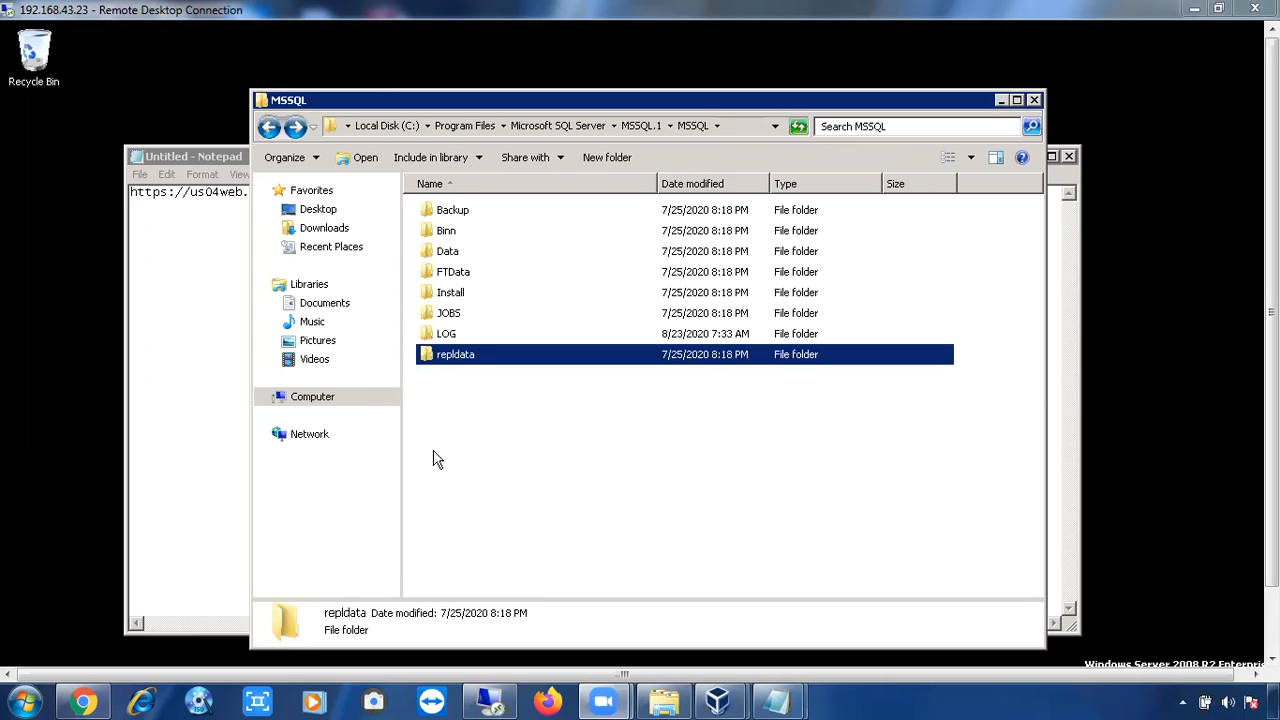 192.168.43.23 - Remote Desktop Connection
Recycle Bin
MSSQL
Local Disk (C:) Program Files Microsoft SQL Server MSSQL.1 MSSQL
Search MSSQL
Untitled - Notepad
Organize Open Include in library Share with New folder
File Edit Format View
https://us04web.
Name Date modified Type Size
Favorites
Desktop
Downloads
Recent Places
Libraries
Documents
Music
Pictures
Videos
Computer
Network
Backup 7/25/2020 8:18 PM File folder
Binn 7/25/2020 8:18 PM File folder
Data 7/25/2020 8:18 PM File folder
FTData 7/25/2020 8:18 PM File folder
Install 7/25/2020 8:18 PM File folder
JOBS 7/25/2020 8:18 PM File folder
LOG 8/23/2020 7:33 AM File folder
repldata 7/25/2020 8:18 PM File folder
repldata Date modified: 7/25/2020 8:18 PM
File folder
Windows Server 2008 R2 Enterpris